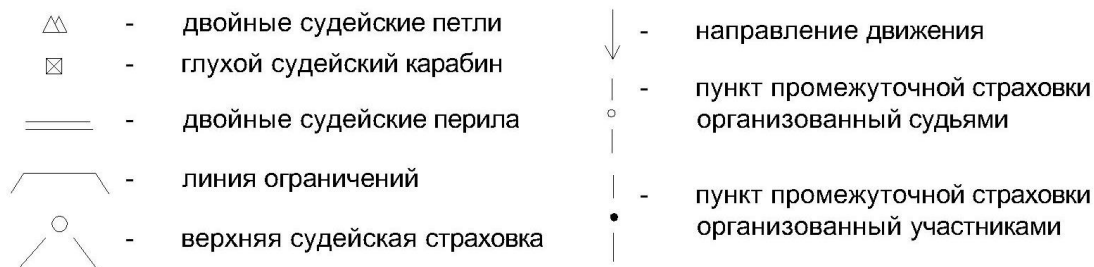 - двойные судейские петли
- глухой судейский карабин
- двойные судейские перила
- линия ограничений
- верхняя судейская страховка
- направление движения
- пункт промежуточной страховки
организованный судьями
- пункт промежуточной страховки
организованный участниками